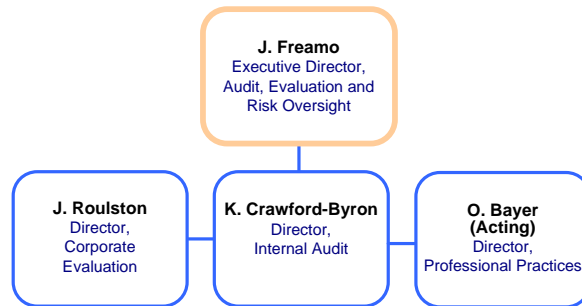 J. Freamo
Executive Director,
Audit, Evaluation and
Risk Oversight
J. Roulston
Director,
Corporate
Evaluation
K. Crawford-Byron
Director,
Internal Audit
O. Bayer
(Acting)
Director,
Professional Practices